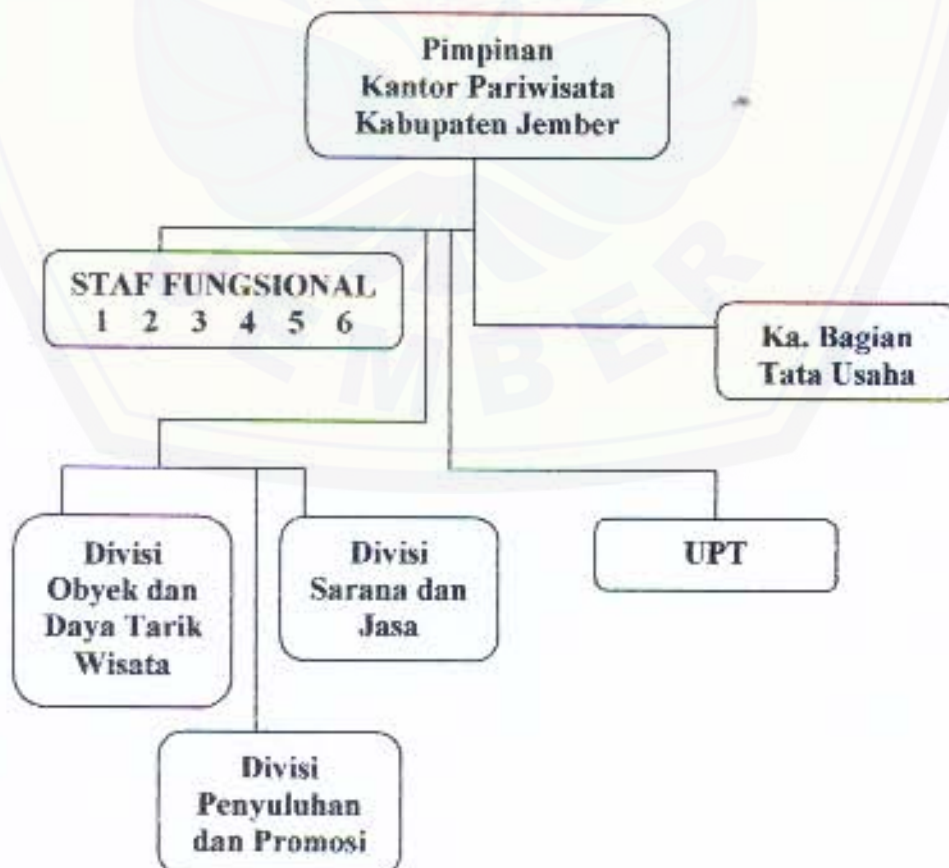 Pimpinan
Kantor Pariwisata
Kabupaten Jember
STAF FUNGSIONAL
1 2 3 4 5 6
Ka. Bagian
Tata Usaha
Divisi
Obyek dan
Daya Tarik
Wisata
Divisi
Sarana dan
Jasa
UPT
Divisi
Penyuluhan
dan Promosi
EMBER